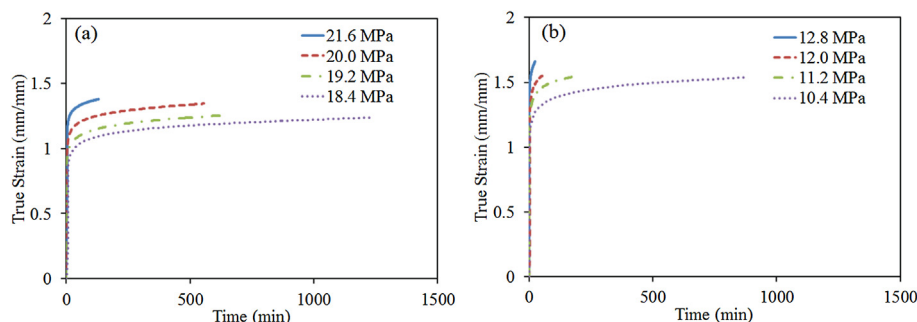 (a)
21.6 MPa
20.0 MPa
19.2 MPa
18.4 MPa
True Strain (mm/mm)
2
1.5
1
0.5
0
0 500 1000 1500
Time (min)
(b)
12.8 MPa
12.0 MPa
11.2 MPa
10.4 MPa
True Strain (mm/mm)
2
1.5
1
0.5
0
0 500 1000 1500
Time (min)